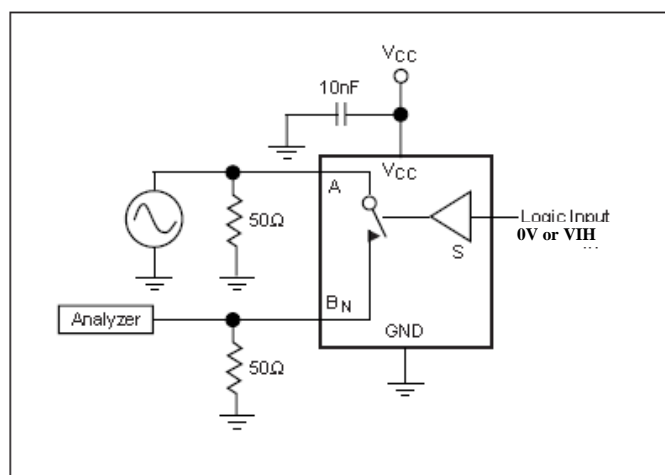 VCC
10nF
VCC
A
50Ω
Logic Input
0V or VIH
S
BN
Analyzer
GND
50Ω